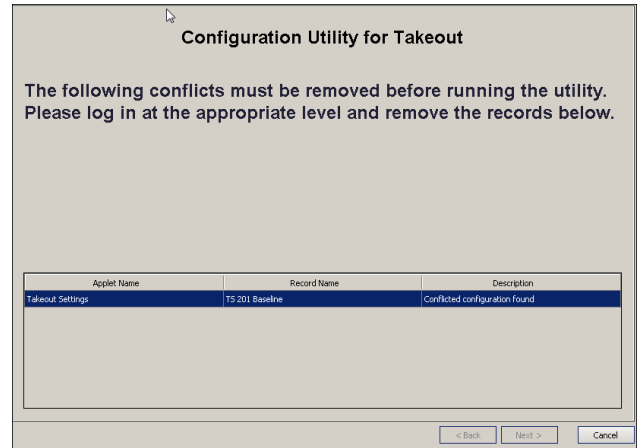 Configuration Utility for Takeout
The following conflicts must be removed before running the utility.
Please log in at the appropriate level and remove the records below.
Applet Name Record Name Description
Takeout Settings TS 201 Baseline Conflicted configuration found
< Back Next > Cancel